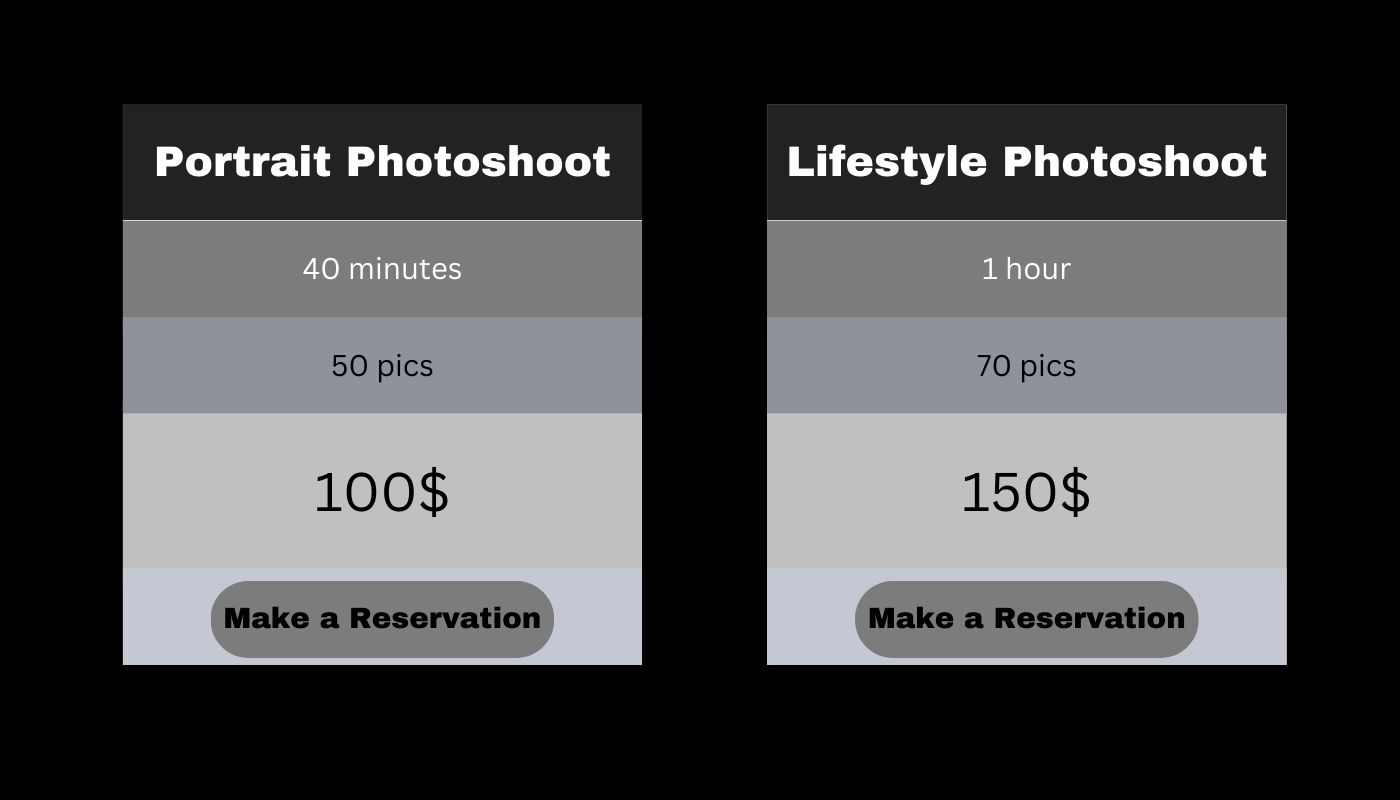 Portrait Photoshoot
40 minutes
50 pics
100$
Make a Reservation
Lifestyle Photoshoot
1 hour
70 pics
150$
Make a Reservation